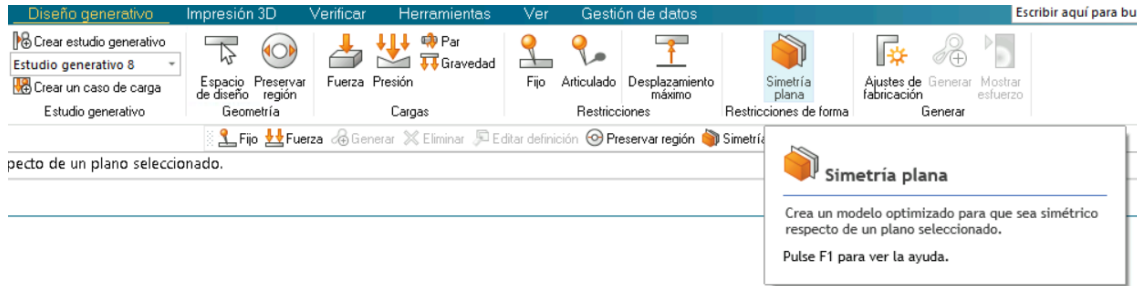 Diseño generativo Impresión 3D Verificar Herramientas Ver Gestión de datos Escribir aquí para bu
Crear estudio generativo
Estudio generativo 8
Crear un caso de carga
Estudio generativo
Espacio de diseño
Preservar región
Geometría
Fuerza
Presión
Par
Gravedad
Cargas
Fijo
Articulado
Desplazamiento máximo
Restricciones
Simetría plana
Restricciones de forma
Ajustes de fabricación
Generar
Mostrar esfuerzo
Generar
Fijo Fuerza Generar Eliminar Editar definición Preservar región Simetría
pecto de un plano seleccionado.
Simetría plana
Crea un modelo optimizado para que sea simétrico
respecto de un plano seleccionado.
Pulse F1 para ver la ayuda.